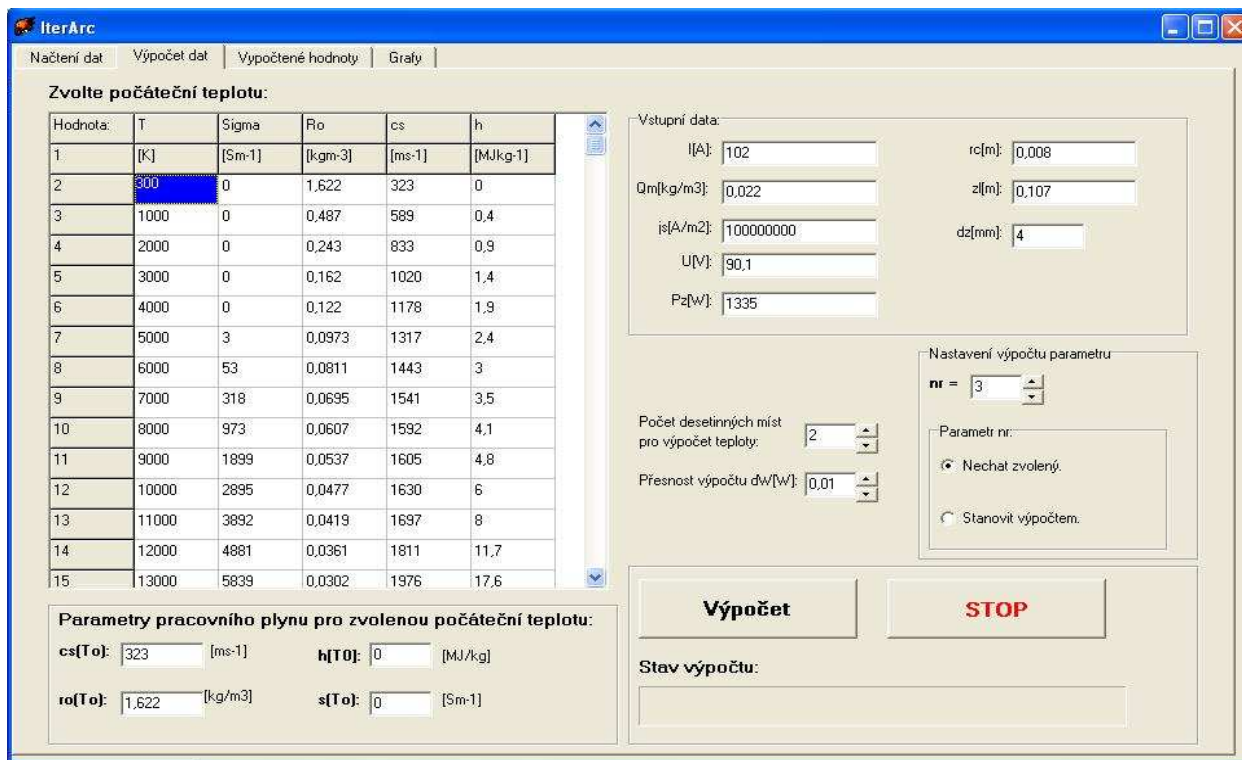 IterArc
Načtení dat Výpočet dat Vypočtené hodnoty Grafy
Zvolte počáteční teplotu:
Hodnota: T Sigma Ro cs h
1 [K] [Sm-1] [kgm-3] [ms-1] [MJkg-1]
2 300 0 1,622 323 0
3 1000 0 0,487 589 0,4
4 2000 0 0,243 833 0,9
5 3000 0 0,162 1020 1,4
6 4000 0 0,122 1178 1,9
7 5000 3 0,0973 1317 2,4
8 6000 53 0,0811 1443 3
9 7000 318 0,0695 1541 3,5
10 8000 973 0,0607 1592 4,1
11 9000 1899 0,0537 1605 4,8
12 10000 2895 0,0477 1630 6
13 11000 3892 0,0419 1697 8
14 12000 4881 0,0361 1811 11,7
15 13000 5839 0,0302 1976 17,6
Parametry pracovního plynu pro zvolenou počáteční teplotu:
cs(To): 323 [ms-1] h(T0): 0 [MJ/kg]
ro(To): 1,622 [kg/m3] s(To): 0 [Sm-1]
Vstupní data:
I[A]: 102 rc[m]: 0,008
Qm[kg/m3]: 0,022 zl[m]: 0,107
js[A/m2]: 100000000 dz[mm]: 4
U[V]: 90,1
Pz[W]: 1335
Počet desetinných míst
pro výpočet teploty: 2
Přesnost výpočtu dW[W]: 0,01
Nastavení výpočtu parametru
nr = 3
Parametr nr:
Nechat zvolený.
Stanovit výpočtem.
Výpočet STOP
Stav výpočtu: